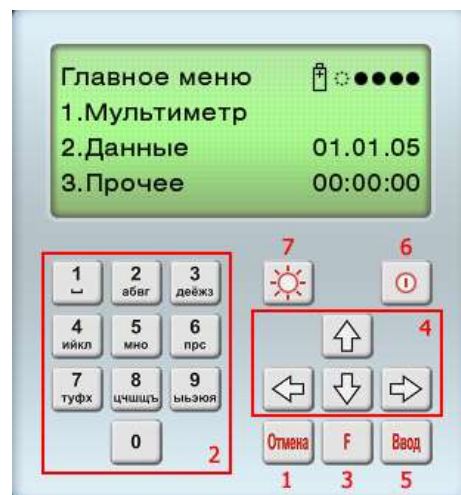 Главное меню
1.Мультиметр
2.Данные 01.01.05
3.Прочее 00:00:00
7 6
1 2 3
абвг деёжз
4
4 5 6
ийкл мно прс
7 8 9
туфх цчшщъ ыьэюя
0
2
Отмена F Ввод
1 3 5